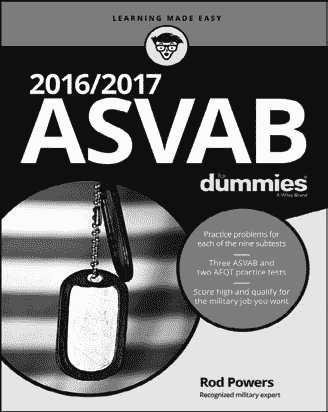 LEARNING MADE EASY
2016/2017
ASVAB
for
dummies®
A Wiley Brand
Practice problems for
each of the nine subtests
Three ASVAB and
two AFQT practice tests
Score high and qualify for
the military job you want
Rod Powers
Recognized military expert